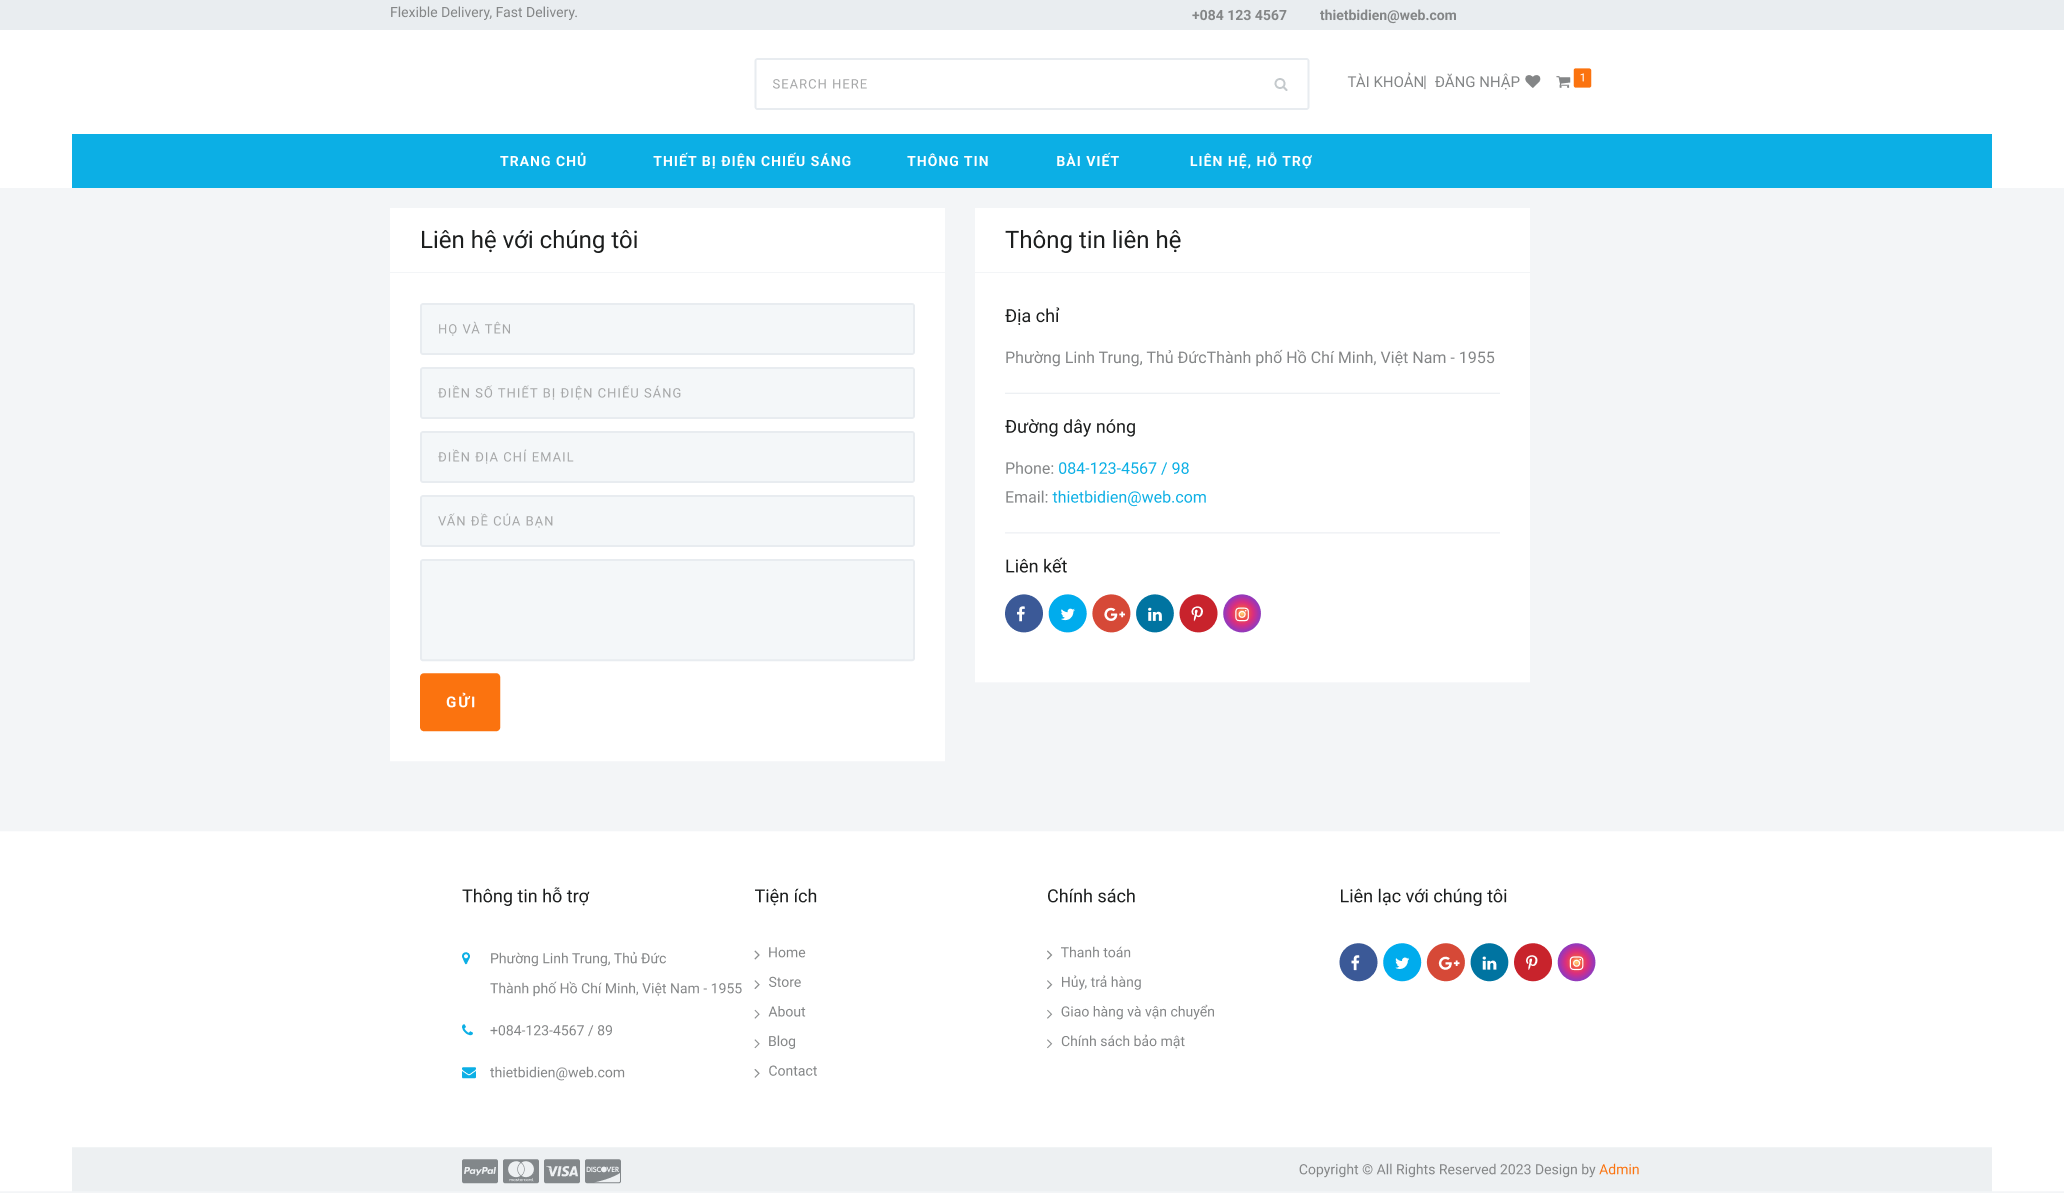 Flexible Delivery, Fast Delivery.
+084 123 4567 thietbidien@web.com
SEARCH HERE
TÀI KHOẢN| ĐĂNG NHẬP
1
TRANG CHỦ THIẾT BỊ ĐIỆN CHIẾU SÁNG THÔNG TIN BÀI VIẾT LIÊN HỆ, HỖ TRỢ
Liên hệ với chúng tôi
HỌ VÀ TÊN
ĐIỀN SỐ THIẾT BỊ ĐIỆN CHIẾU SÁNG
ĐIỀN ĐỊA CHỈ EMAIL
VẤN ĐỀ CỦA BẠN
GỬI
Thông tin liên hệ
Địa chỉ
Phường Linh Trung, Thủ ĐứcThành phố Hồ Chí Minh, Việt Nam - 1955
Đường dây nóng
Phone: 084-123-4567 / 98
Email: thietbidien@web.com
Liên kết
Thông tin hỗ trợ
Phường Linh Trung, Thủ Đức
Thành phố Hồ Chí Minh, Việt Nam - 1955
+084-123-4567 / 89
thietbidien@web.com
Tiện ích
Home
Store
About
Blog
Contact
Chính sách
Thanh toán
Hủy, trả hàng
Giao hàng và vận chuyển
Chính sách bảo mật
Liên lạc với chúng tôi
PayPal VISA DISCOVER
Copyright © All Rights Reserved 2023 Design by Admin